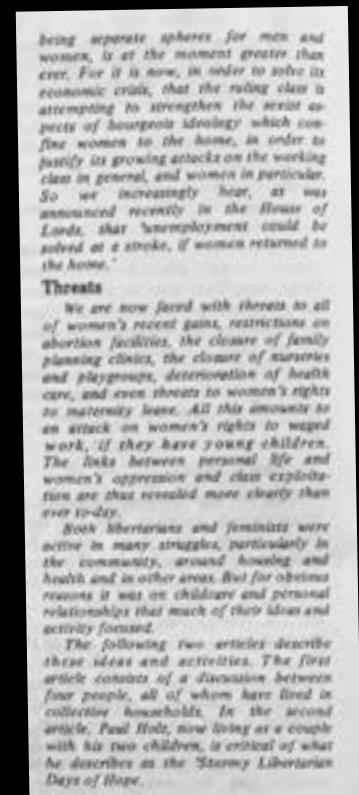 being separate spheres for men and
women, is at the moment greater than
ever. For it is now, in order to solve its
economic crisis, that the ruling class is
attempting to strengthen the sexist as-
pects of bourgeois ideology which con-
fine women to the home, in order to
justify its growing attacks on the working
class in general, and women in particular.
So we increasingly hear, as was
announced recently in the House of
Lords, that 'unemployment could be
solved at a stroke, if women returned to
the home.'
Threats
We are now faced with threats to all
of women's recent gains, restrictions on
abortion facilities, the closure of family
planning clinics, the closure of nurseries
and playgroups, deterioration of health
care, and even threats to women's rights
to maternity leave. All this amounts to
an attack on women's rights to waged
work, if they have young children.
The links between personal life and
women's oppression and class exploita-
tion are thus revealed more clearly than
ever to-day.
Both libertarians and feminists were
active in many struggles, particularly in
the community, around housing and
health and in other areas. But for obvious
reasons it was on childcare and personal
relationships that much of their ideas and
activity focused.
The following two articles describe
these ideas and activities. The first
article consists of a discussion between
four people, all of whom have lived in
collective households. In the second
article, Paul Holt, now living as a couple
with his two children, is critical of what
he describes as the 'Stormy Libertarian
Days of Hope.